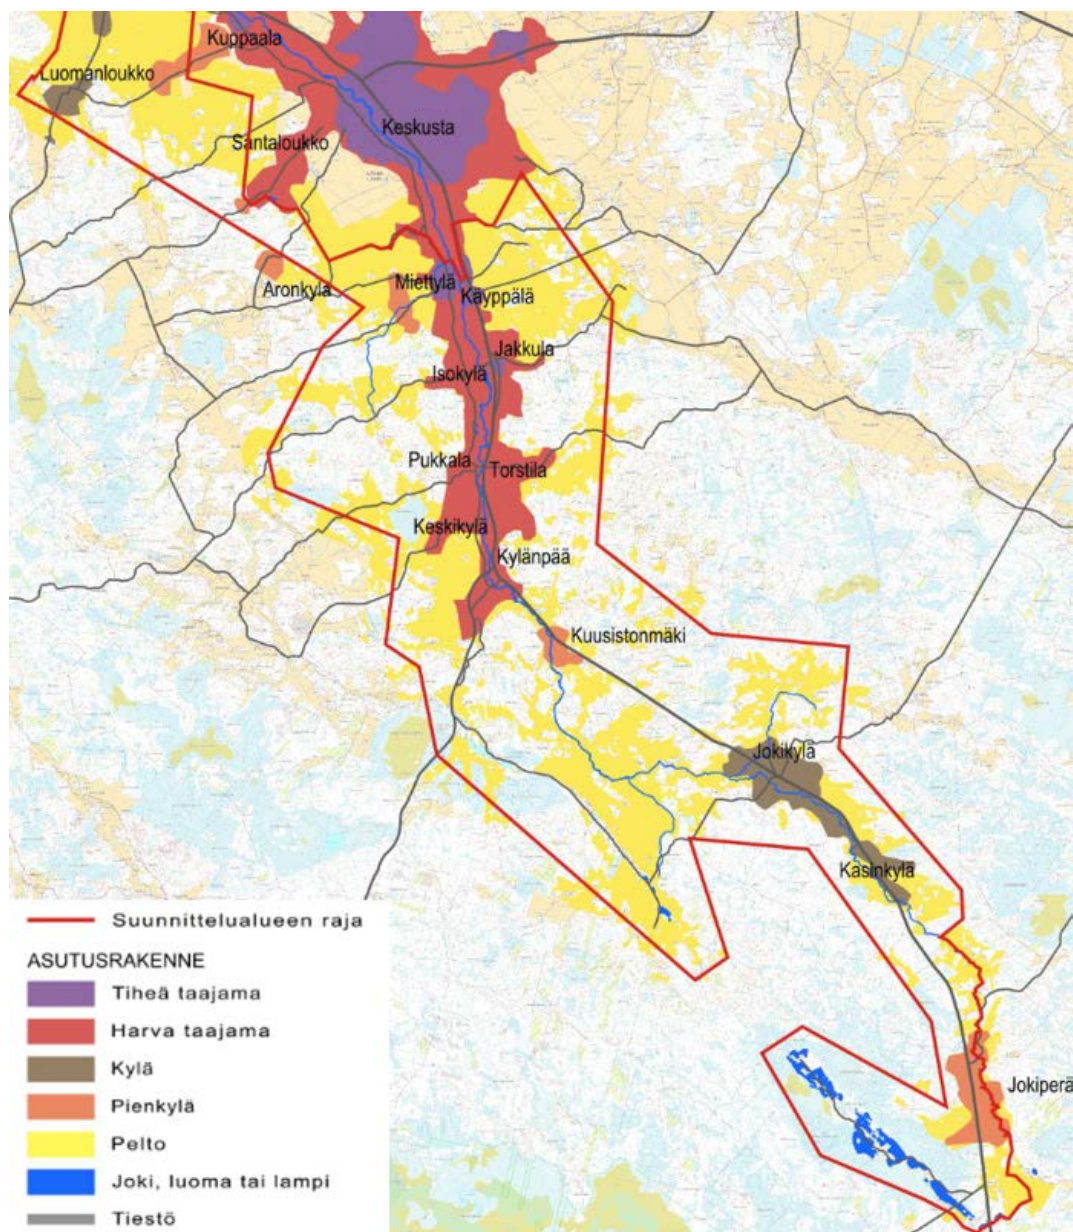 Kuppaala
Luomanloukko
Keskusta
Santaloukko
Aronkylä
Miettylä
Käyppälä
Jakkula
Isokylä
Pukkala
Torstila
Keskikylä
Kylänpää
Kuusistonmäki
Jokikylä
Kasinkylä
Jokiperä
Suunnittelualueen raja
ASUTUSRAKENNE
Tiheä taajama
Harva taajama
Kylä
Pienkylä
Pelto
Joki, luoma tai lampi
Tiestö